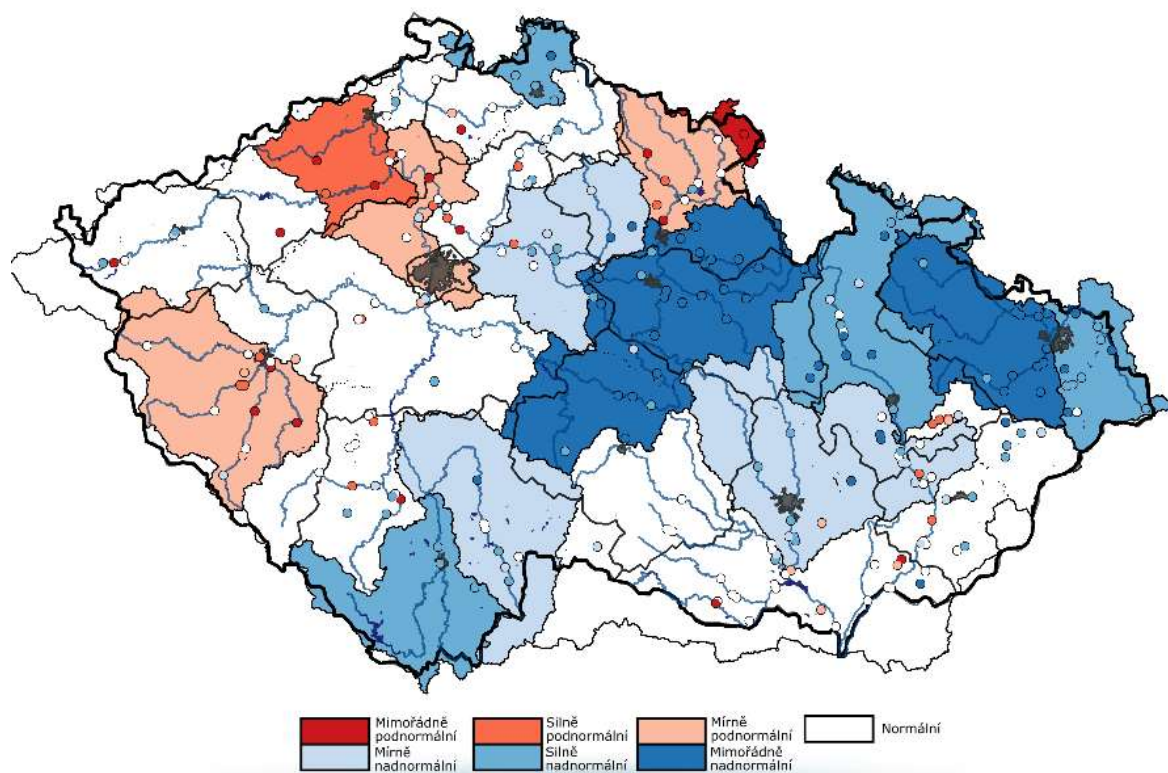 Mimořádně
podnormální
Silně
podnormální
Mírně
podnormální
Normální
Mírně
nadnormální
Silně
nadnormální
Mimořádně
nadnormální